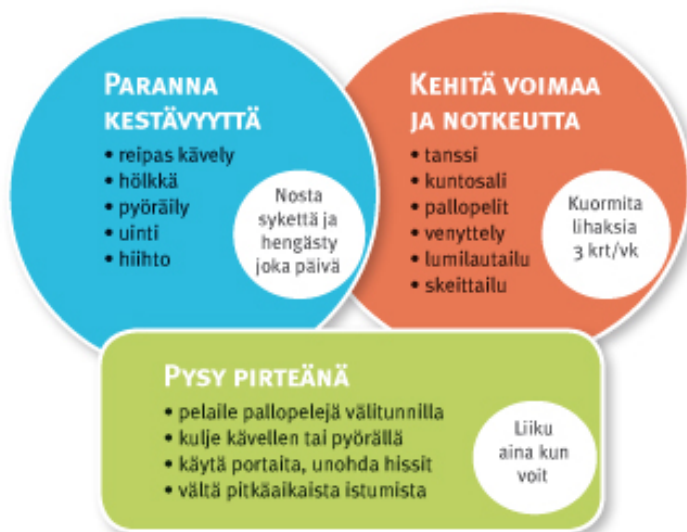 PARANNA
KESTÄVYYTTÄ
• reipas kävely
• hölkkä
• pyöräily
• uinti
• hiihto
Nosta
sykettä ja
hengästy
joka päivä
KEHITÄ VOIMAA
JA NOTKEUTTA
• tanssi
• kuntosali
• pallopelit
• venyttely
• lumilautailu
• skeittailu
Kuormita
lihaksia
3 krt/vk
PYSY PIRTEÄNÄ
• pelaile pallopelejä välitunnilla
• kulje kävellen tai pyörällä
• käytä portaita, unohda hissit
• vältä pitkäaikaista istumista
Liiku
aina kun
voit